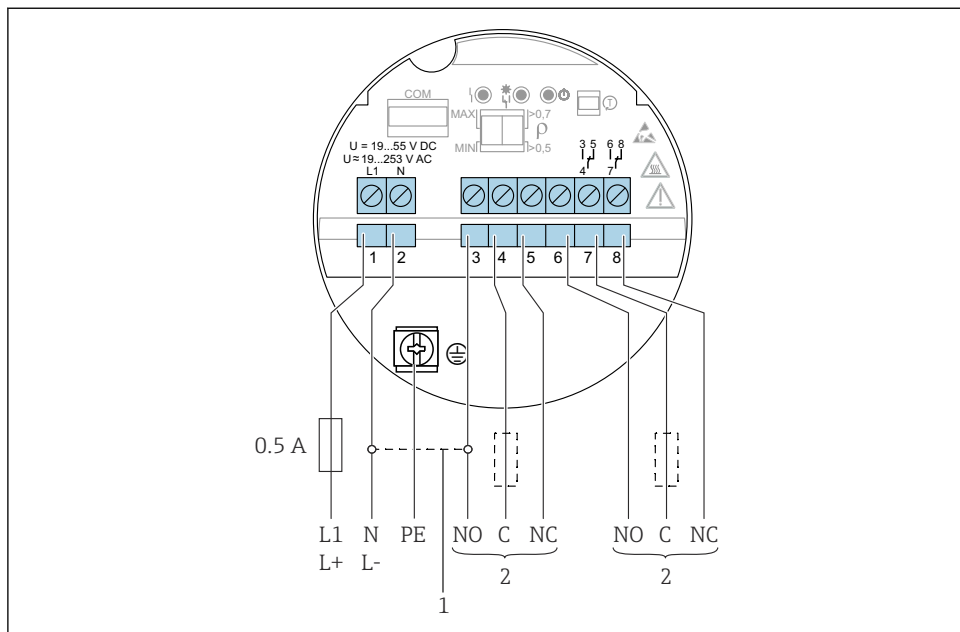 COM
MAX >0,7
ρ
MIN >0,5
U = 19...55 V DC
U≈19...253 V AC
L1 N
3 5 6 8
4 7
T
1 2 3 4 5 6 7 8
0.5 A
L1 N PE NO C NC NO C NC
L+ L- 2 2
1